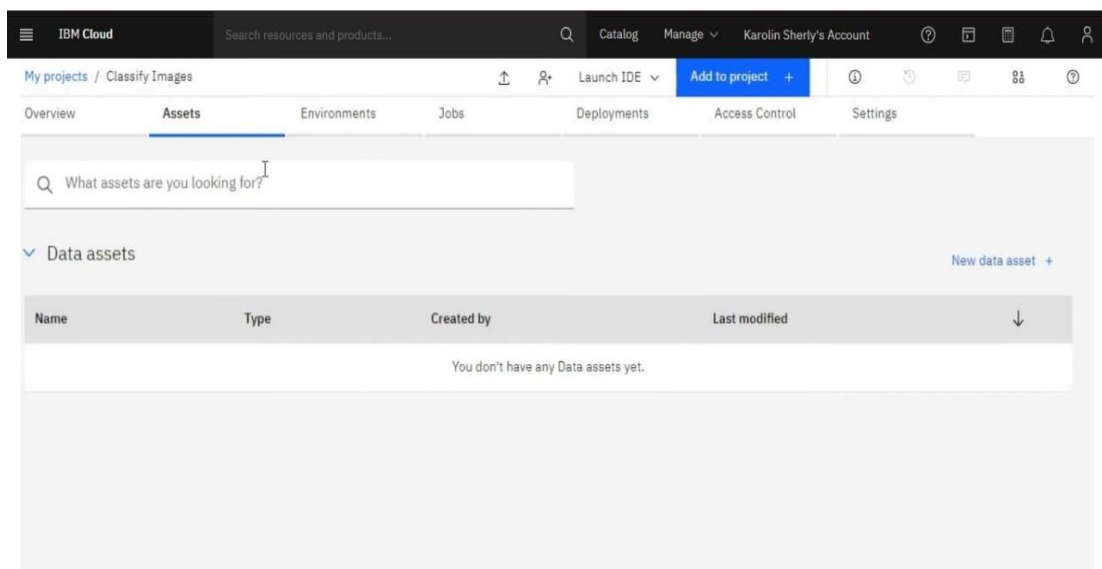 IBM Cloud Search resources and products... Catalog Manage Karolin Sherly's Account
My projects / Classify Images Launch IDE Add to project +
Overview Assets Environments Jobs Deployments Access Control Settings
What assets are you looking for?
Data assets
New data asset +
Name Type Created by Last modified
You don't have any Data assets yet.